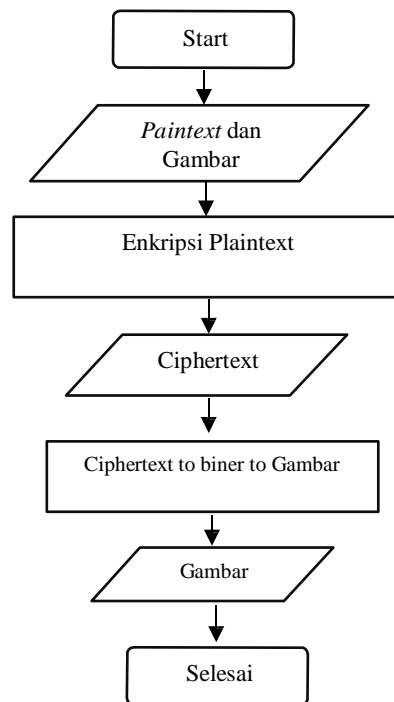 Start
Paintext dan
Gambar
Enkripsi Plaintext
Ciphertext
Ciphertext to biner to Gambar
Gambar
Selesai